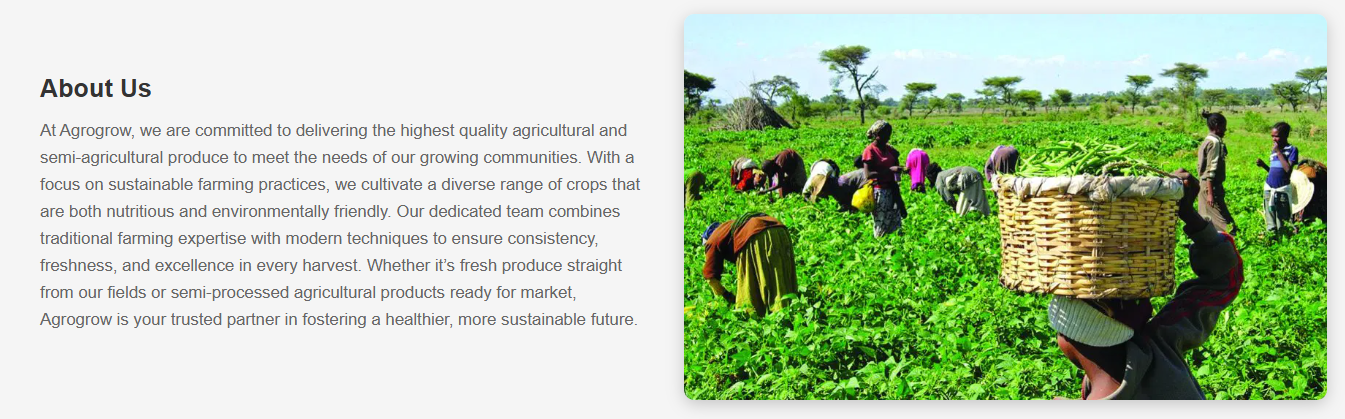 About Us
At Agrogrow, we are committed to delivering the highest quality agricultural and
semi-agricultural produce to meet the needs of our growing communities. With a
focus on sustainable farming practices, we cultivate a diverse range of crops that
are both nutritious and environmentally friendly. Our dedicated team combines
traditional farming expertise with modern techniques to ensure consistency,
freshness, and excellence in every harvest. Whether it’s fresh produce straight
from our fields or semi-processed agricultural products ready for market,
Agrogrow is your trusted partner in fostering a healthier, more sustainable future.